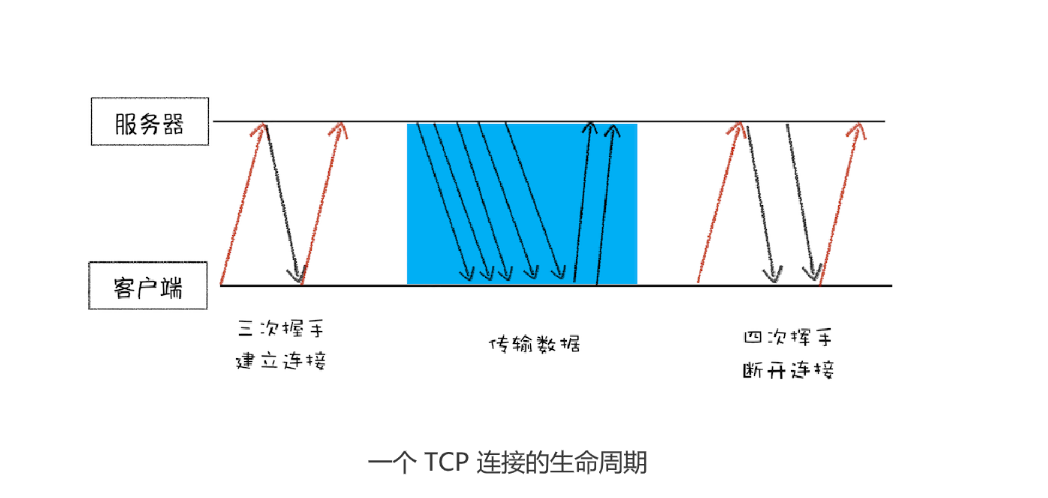 服务器
客户端
三次握手
建立连接
传输数据
四次挥手
断开连接
一个 TCP 连接的生命周期